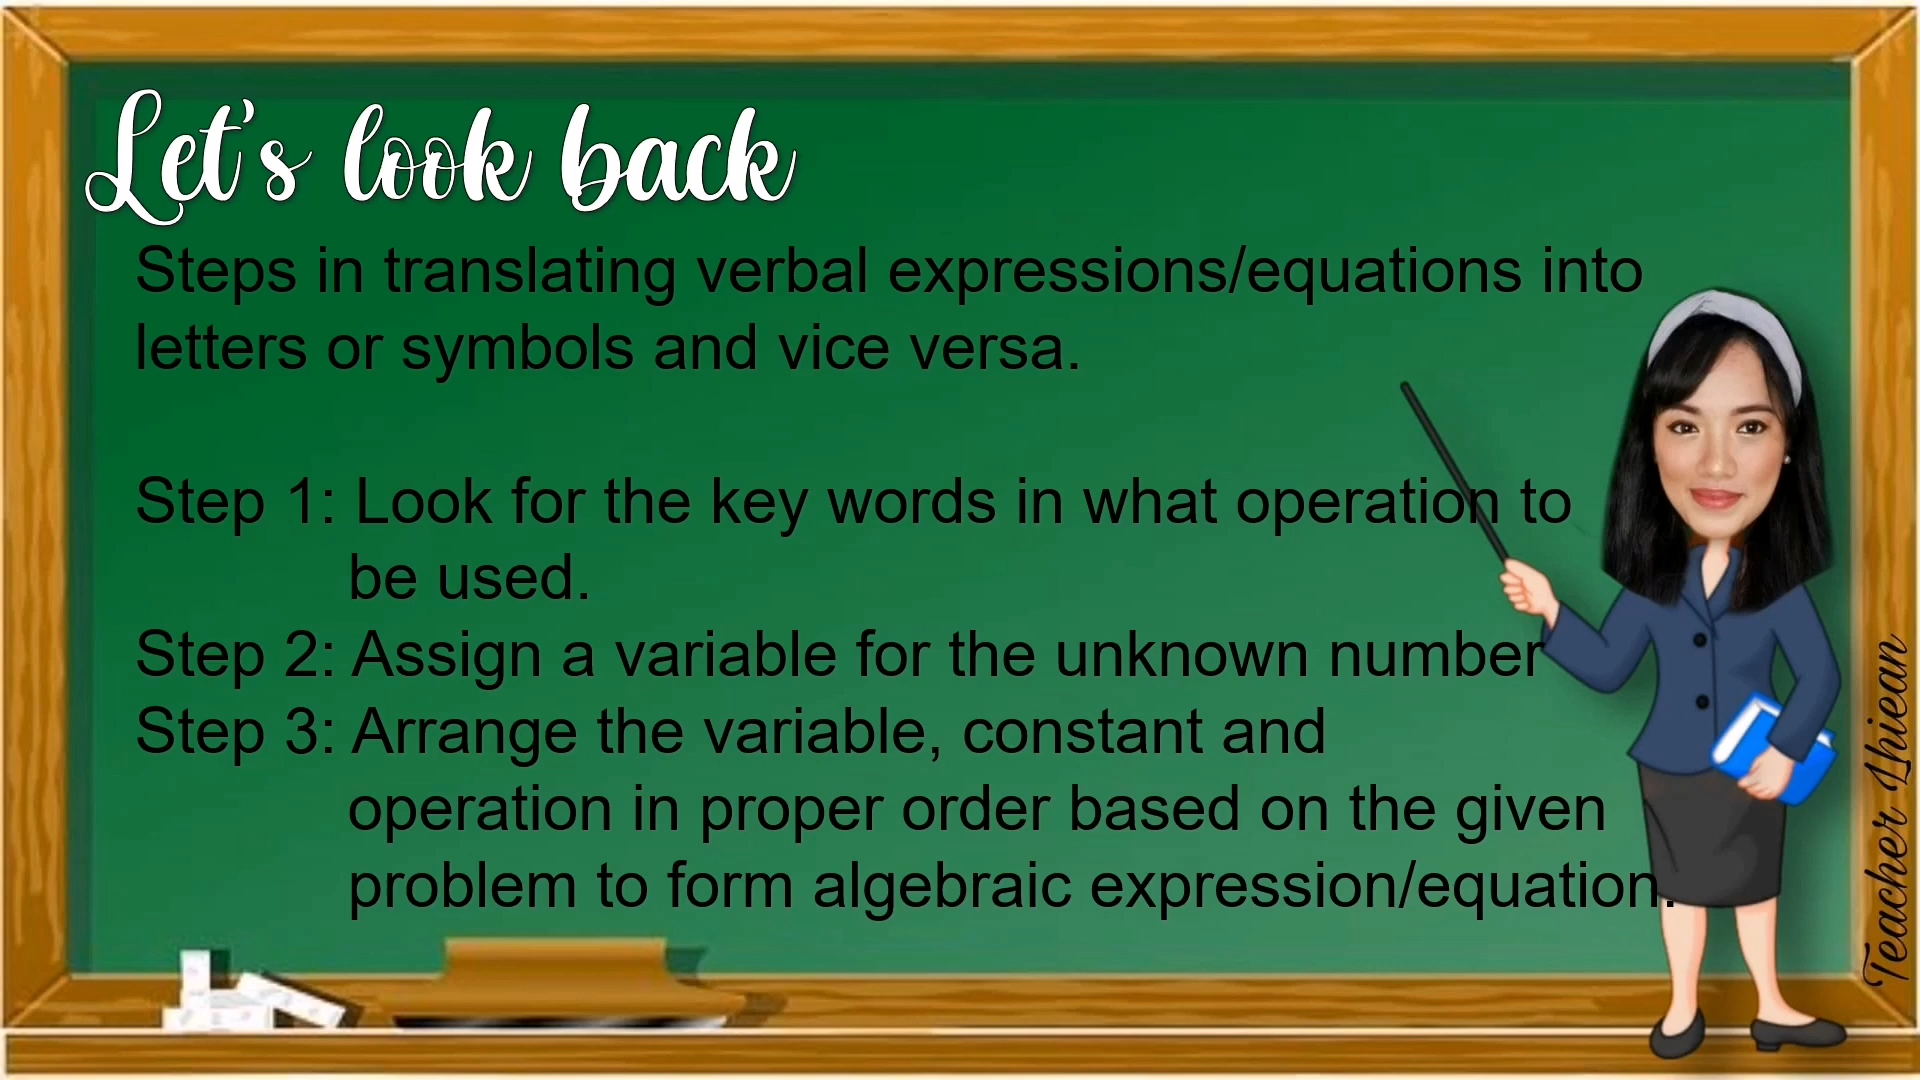 Let's look back
Steps in translating verbal expressions/equations into
letters or symbols and vice versa.
Step 1: Look for the key words in what operation to
be used.
Step 2: Assign a variable for the unknown number
Step 3: Arrange the variable, constant and
operation in proper order based on the given
problem to form algebraic expression/equation.
Teacher Lhiean